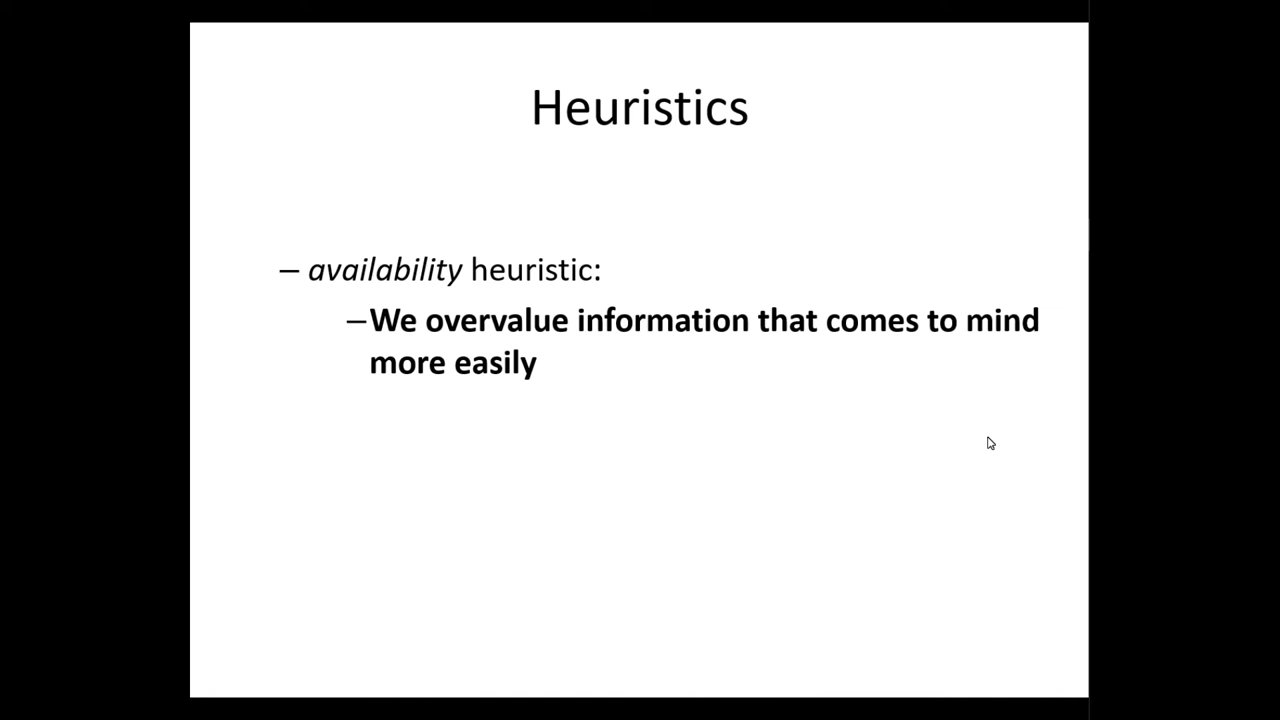 Heuristics
– availability heuristic:
–We overvalue information that comes to mind
more easily